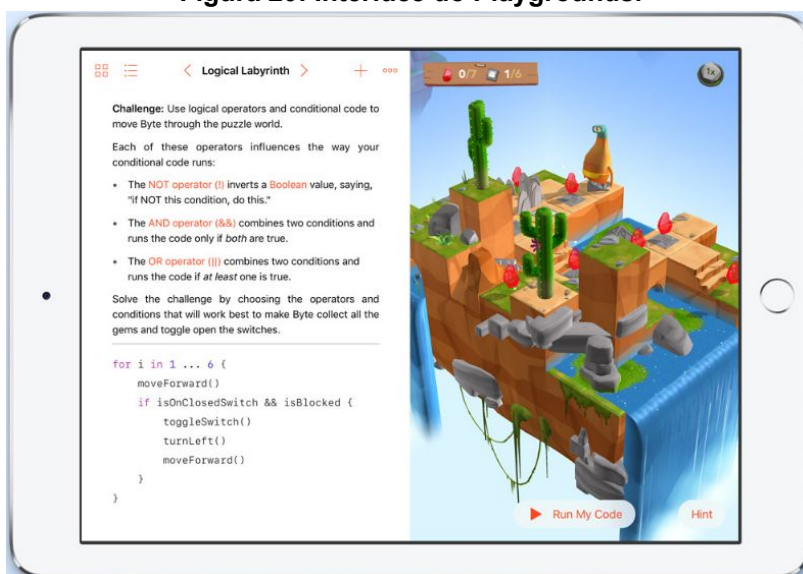 Logical Labyrinth
0/7 1/6
1x
Challenge: Use logical operators and conditional code to
move Byte through the puzzle world.
Each of these operators influences the way your
conditional code runs:
• The NOT operator (!) inverts a Boolean value, saying,
"if NOT this condition, do this."
• The AND operator (&&) combines two conditions and
runs the code only if both are true.
• The OR operator (||) combines two conditions and
runs the code if at least one is true.
Solve the challenge by choosing the operators and
conditions that will work best to make Byte collect all the
gems and toggle open the switches.
for i in 1 ... 6 {
moveForward()
if isOnClosedSwitch && isBlocked {
toggleSwitch()
turnLeft()
moveForward()
}
}
Run My Code
Hint